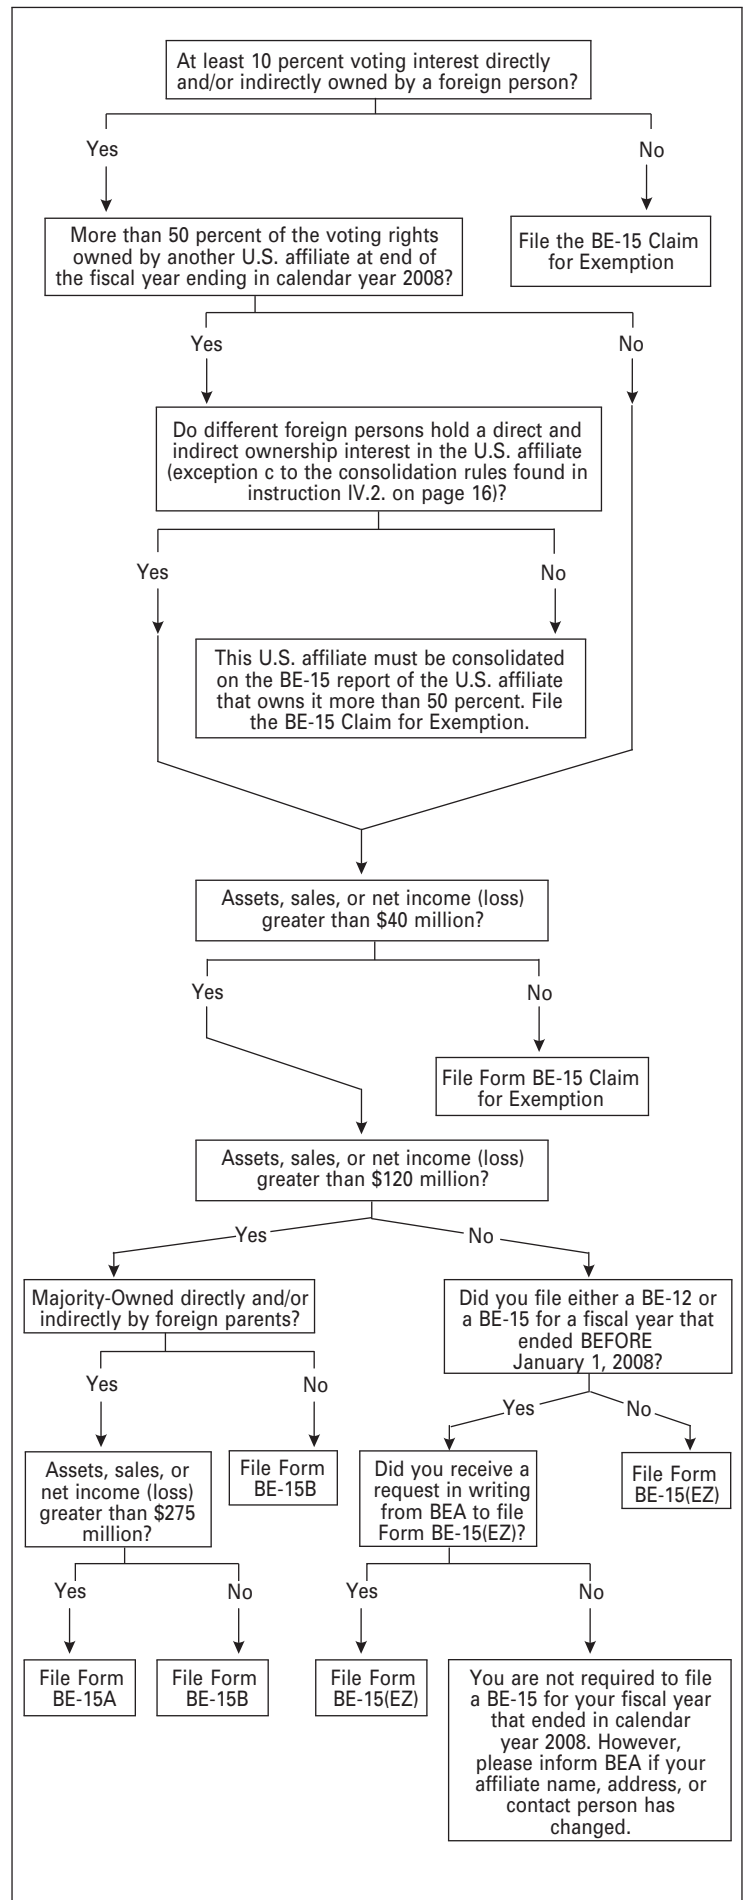 At least 10 percent voting interest directly
and/or indirectly owned by a foreign person?
Yes
No
More than 50 percent of the voting rights
owned by another U.S. affiliate at end of
the fiscal year ending in calendar year 2008?
File the BE-15 Claim
for Exemption
Yes
No
Do different foreign persons hold a direct and
indirect ownership interest in the U.S. affiliate
(exception c to the consolidation rules found in
instruction IV.2. on page 16)?
Yes
No
This U.S. affiliate must be consolidated
on the BE-15 report of the U.S. affiliate
that owns it more than 50 percent. File
the BE-15 Claim for Exemption.
Assets, sales, or net income (loss)
greater than $40 million?
Yes
No
File Form BE-15 Claim
for Exemption
Assets, sales, or net income (loss)
greater than $120 million?
Yes
No
Majority-Owned directly and/or
indirectly by foreign parents?
Did you file either a BE-12 or
a BE-15 for a fiscal year that
ended BEFORE
January 1, 2008?
Yes
No
Yes
No
Assets, sales, or
net income (loss)
greater than $275
million?
File Form
BE-15B
Did you receive a
request in writing
from BEA to file
Form BE-15(EZ)?
File Form
BE-15(EZ)
Yes
No
Yes
No
File Form
BE-15A
File Form
BE-15B
File Form
BE-15(EZ)
You are not required to file
a BE-15 for your fiscal year
that ended in calendar
year 2008. However,
please inform BEA if your
affiliate name, address, or
contact person has
changed.